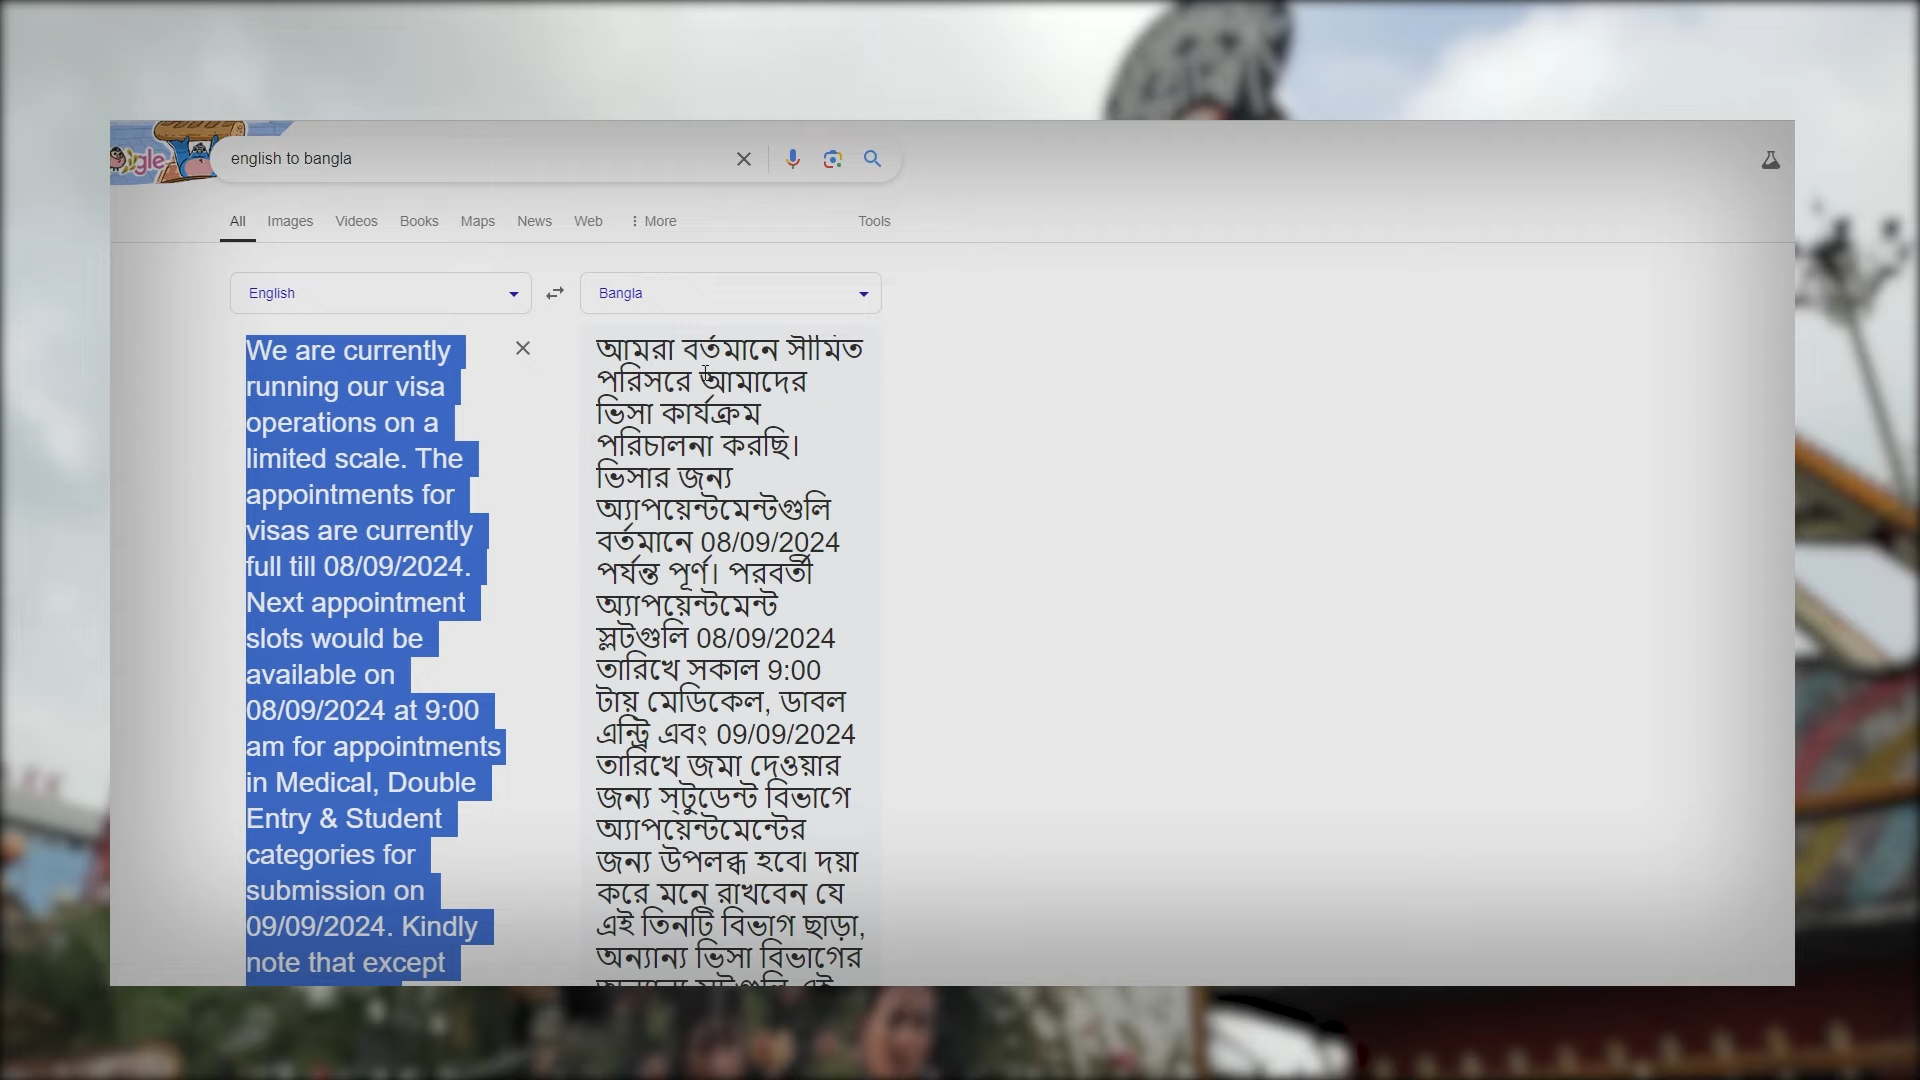 gle
english to bangla
All Images Videos Books Maps News Web More Tools
English
Bangla
We are currently
running our visa
operations on a
limited scale. The
appointments for
visas are currently
full till 08/09/2024.
Next appointment
slots would be
available on
08/09/2024 at 9:00
am for appointments
in Medical, Double
Entry & Student
categories for
submission on
09/09/2024. Kindly
note that except
আমরা বর্তমানে সীমিত
পরিসরে আমাদের
ভিসা কার্যক্রম
পরিচালনা করছি।
ভিসার জন্য
অ্যাপয়েন্টমেন্টগুলি
বর্তমানে 08/09/2024
পর্যন্ত পূর্ণ। পরবর্তী
অ্যাপয়েন্টমেন্ট
স্লটগুলি 08/09/2024
তারিখে সকাল 9:00
টায় মেডিকেল, ডাবল
এন্ট্রি এবং 09/09/2024
তারিখে জমা দেওয়ার
জন্য স্টুডেন্ট বিভাগে
অ্যাপয়েন্টমেন্টের
জন্য উপলব্ধ হবে৷ দয়া
করে মনে রাখবেন যে
এই তিনটি বিভাগ ছাড়া,
অন্যান্য ভিসা বিভাগের